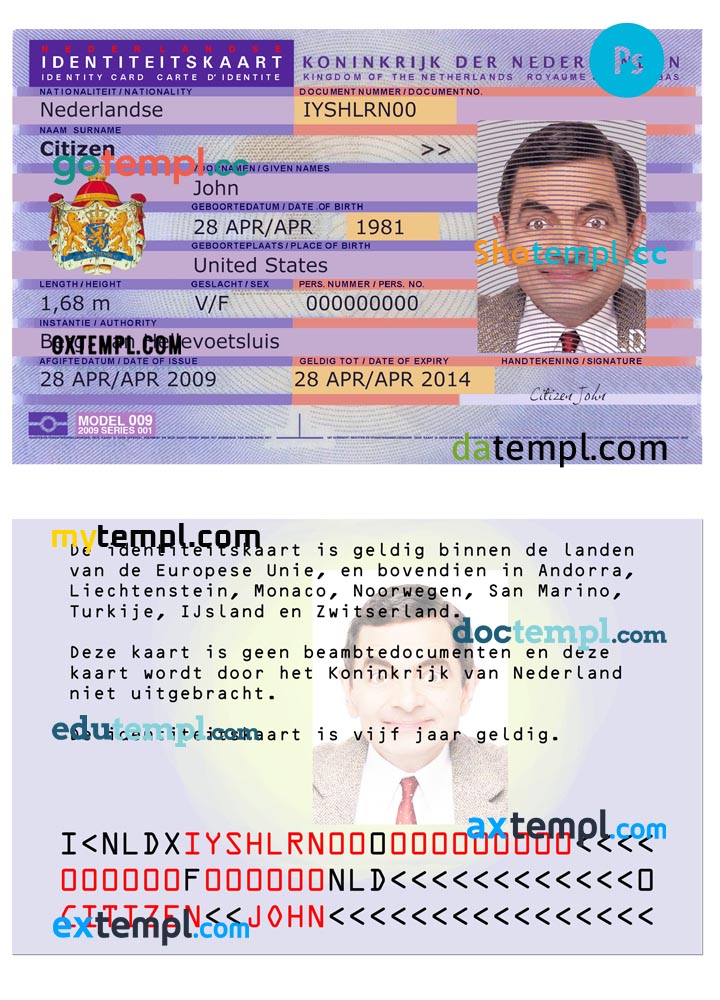 NEDERLANDSE
IDENTITEITSKAART
IDENTITY CARD CARTE D'IDENTITE
KONINKRIJK DER NEDER N
KINGDOM OF THE NETHERLANDS ROYAUME BAS
Ps
NATIONALITEIT / NATIONALITY
DOCUMENT NUMBER / DOCUMENT NO.
Nederlandse
IYSHLRN00
NAAM SURNAME
Citizen
>>
gotempl.cc
VOORNAMEN / GIVEN NAMES
John
GEBOORTEDATUM / DATE .OF BIRTH
28 APR/APR 1981
GEBOORTEPLAATS / PLACE OF BIRTH
Shotempl.cc
United States
LENGTH / HEIGHT
GESLACHT / SEX
PERS. NUMMER / PERS. NO.
1,68 m
V/F
000000000
INSTANTIE / AUTHORITY
van Hellevoetsluis
oxtempl.com
AFGIFTEDATUM / DATE OF ISSUE
GELDIG TOT / DATE OF EXPIRY
HANDTEKENING / SIGNATURE
28 APR/APR 2009
28 APR/APR 2014
Citizen John
MODEL 009
2009 SERIES 001
datempl.com
mytempl.com
De identiteitskaart is geldig binnen de landen
van de Europese Unie, en bovendien in Andorra,
Liechtenstein, Monaco, Noorwegen, San Marino,
Turkije, IJsland en Zwitserland.
doctempl.com
Deze kaart is geen beambtedocumenten en deze
kaart wordt door het Koninkrijk van Nederland
niet uitgebracht.
edutempl.com
De identiteitskaart is vijf jaar geldig.
axtempl.com
I<NLDXIYSHLRN00000000000000<<<<
000000F000000NLD<<<<<<<<<<<<0
CITIZEN<<JOHN<<<<<<<<<<<<<<<<<
extempl.com